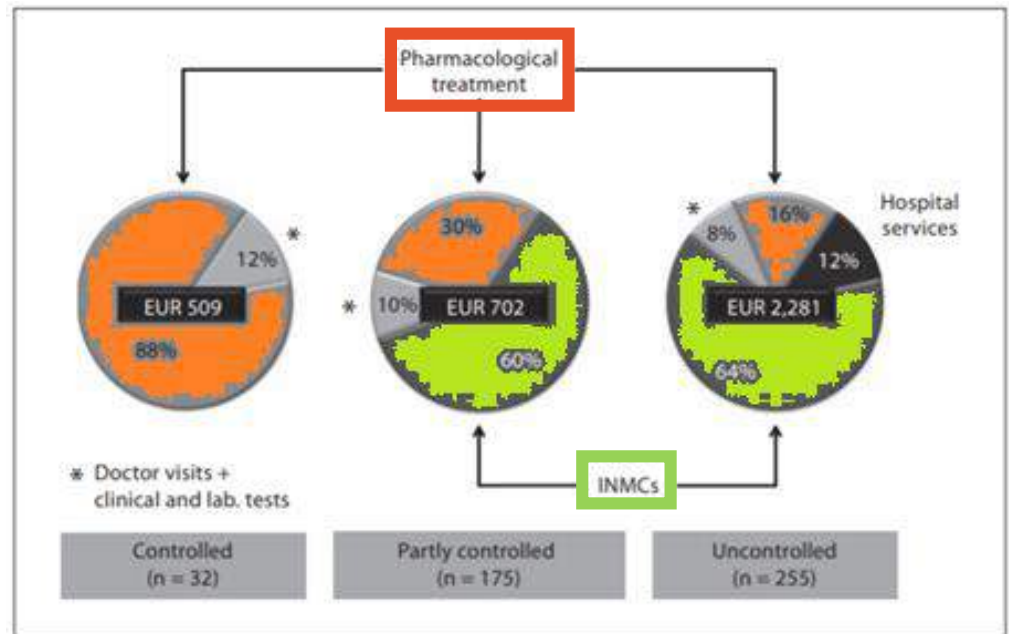 Pharmacological
treatment
Hospital
services
*
12%
EUR 509
88%
30%
*
10%
EUR 702
60%
*
8%
16%
12%
EUR 2,281
64%
* Doctor visits +
clinical and lab. tests
INMCs
Controlled
(n = 32)
Partly controlled
(n = 175)
Uncontrolled
(n = 255)